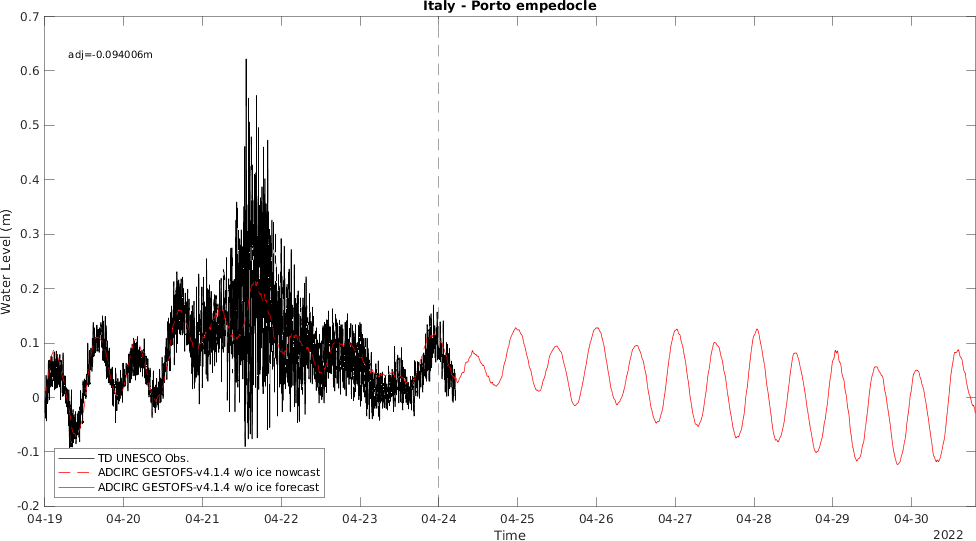 Italy - Porto empedocle
adj=-0.094006m
0.7
0.6
0.5
0.4
0.3
0.2
0.1
0
-0.1
-0.2
Water Level (m)
TD UNESCO Obs.
ADCIRC GESTOFS-v4.1.4 w/o ice nowcast
ADCIRC GESTOFS-v4.1.4 w/o ice forecast
04-19 04-20 04-21 04-22 04-23 04-24 04-25 04-26 04-27 04-28 04-29 04-30
Time
2022